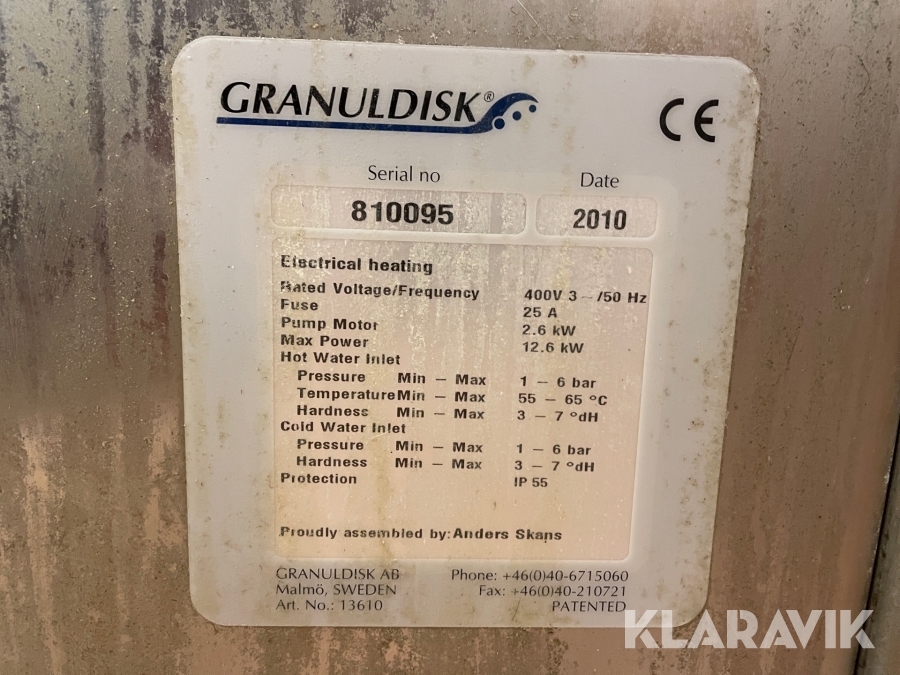 GRANULDISK®
CE
Serial no Date
810095 2010
Electrical heating
Rated Voltage/Frequency 400V 3~/50 Hz
Fuse 25 A
Pump Motor 2.6 kW
Max Power 12.6 kW
Hot Water Inlet
Pressure Min – Max 1 – 6 bar
Temperature Min – Max 55 – 65 °C
Hardness Min – Max 3 – 7 °dH
Cold Water Inlet
Pressure Min – Max 1 – 6 bar
Hardness Min – Max 3 – 7 °dH
Protection IP 55
Proudly assembled by: Anders Skans
GRANULDISK AB Phone: +46(0)40-6715060
Malmö, SWEDEN Fax: +46(0)40-210721
Art. No.: 13610 PATENTED
KLARAVIK